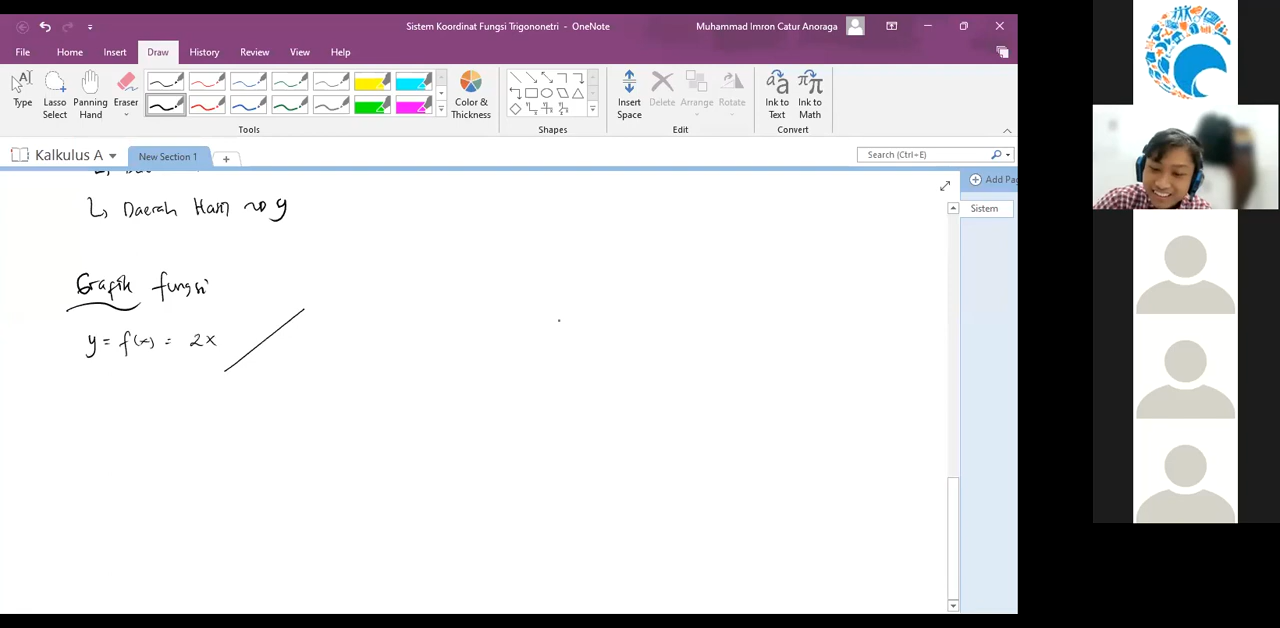 Sistem Koordinat Fungsi Trigononetri - OneNote
Muhammad Imron Catur Anoraga
File Home Insert Draw History Review View Help
Type
Lasso Select
Panning Hand
Eraser
Color & Thickness
Insert Space
Delete
Arrange
Rotate
Ink to Text
Ink to Math
Tools Shapes Edit Convert
Kalkulus A
New Section 1
+
Search (Ctrl+E)
Add Pag
Sistem
Daerah Hasil ~> y
Grafik fungsi
y = f(x) = 2x